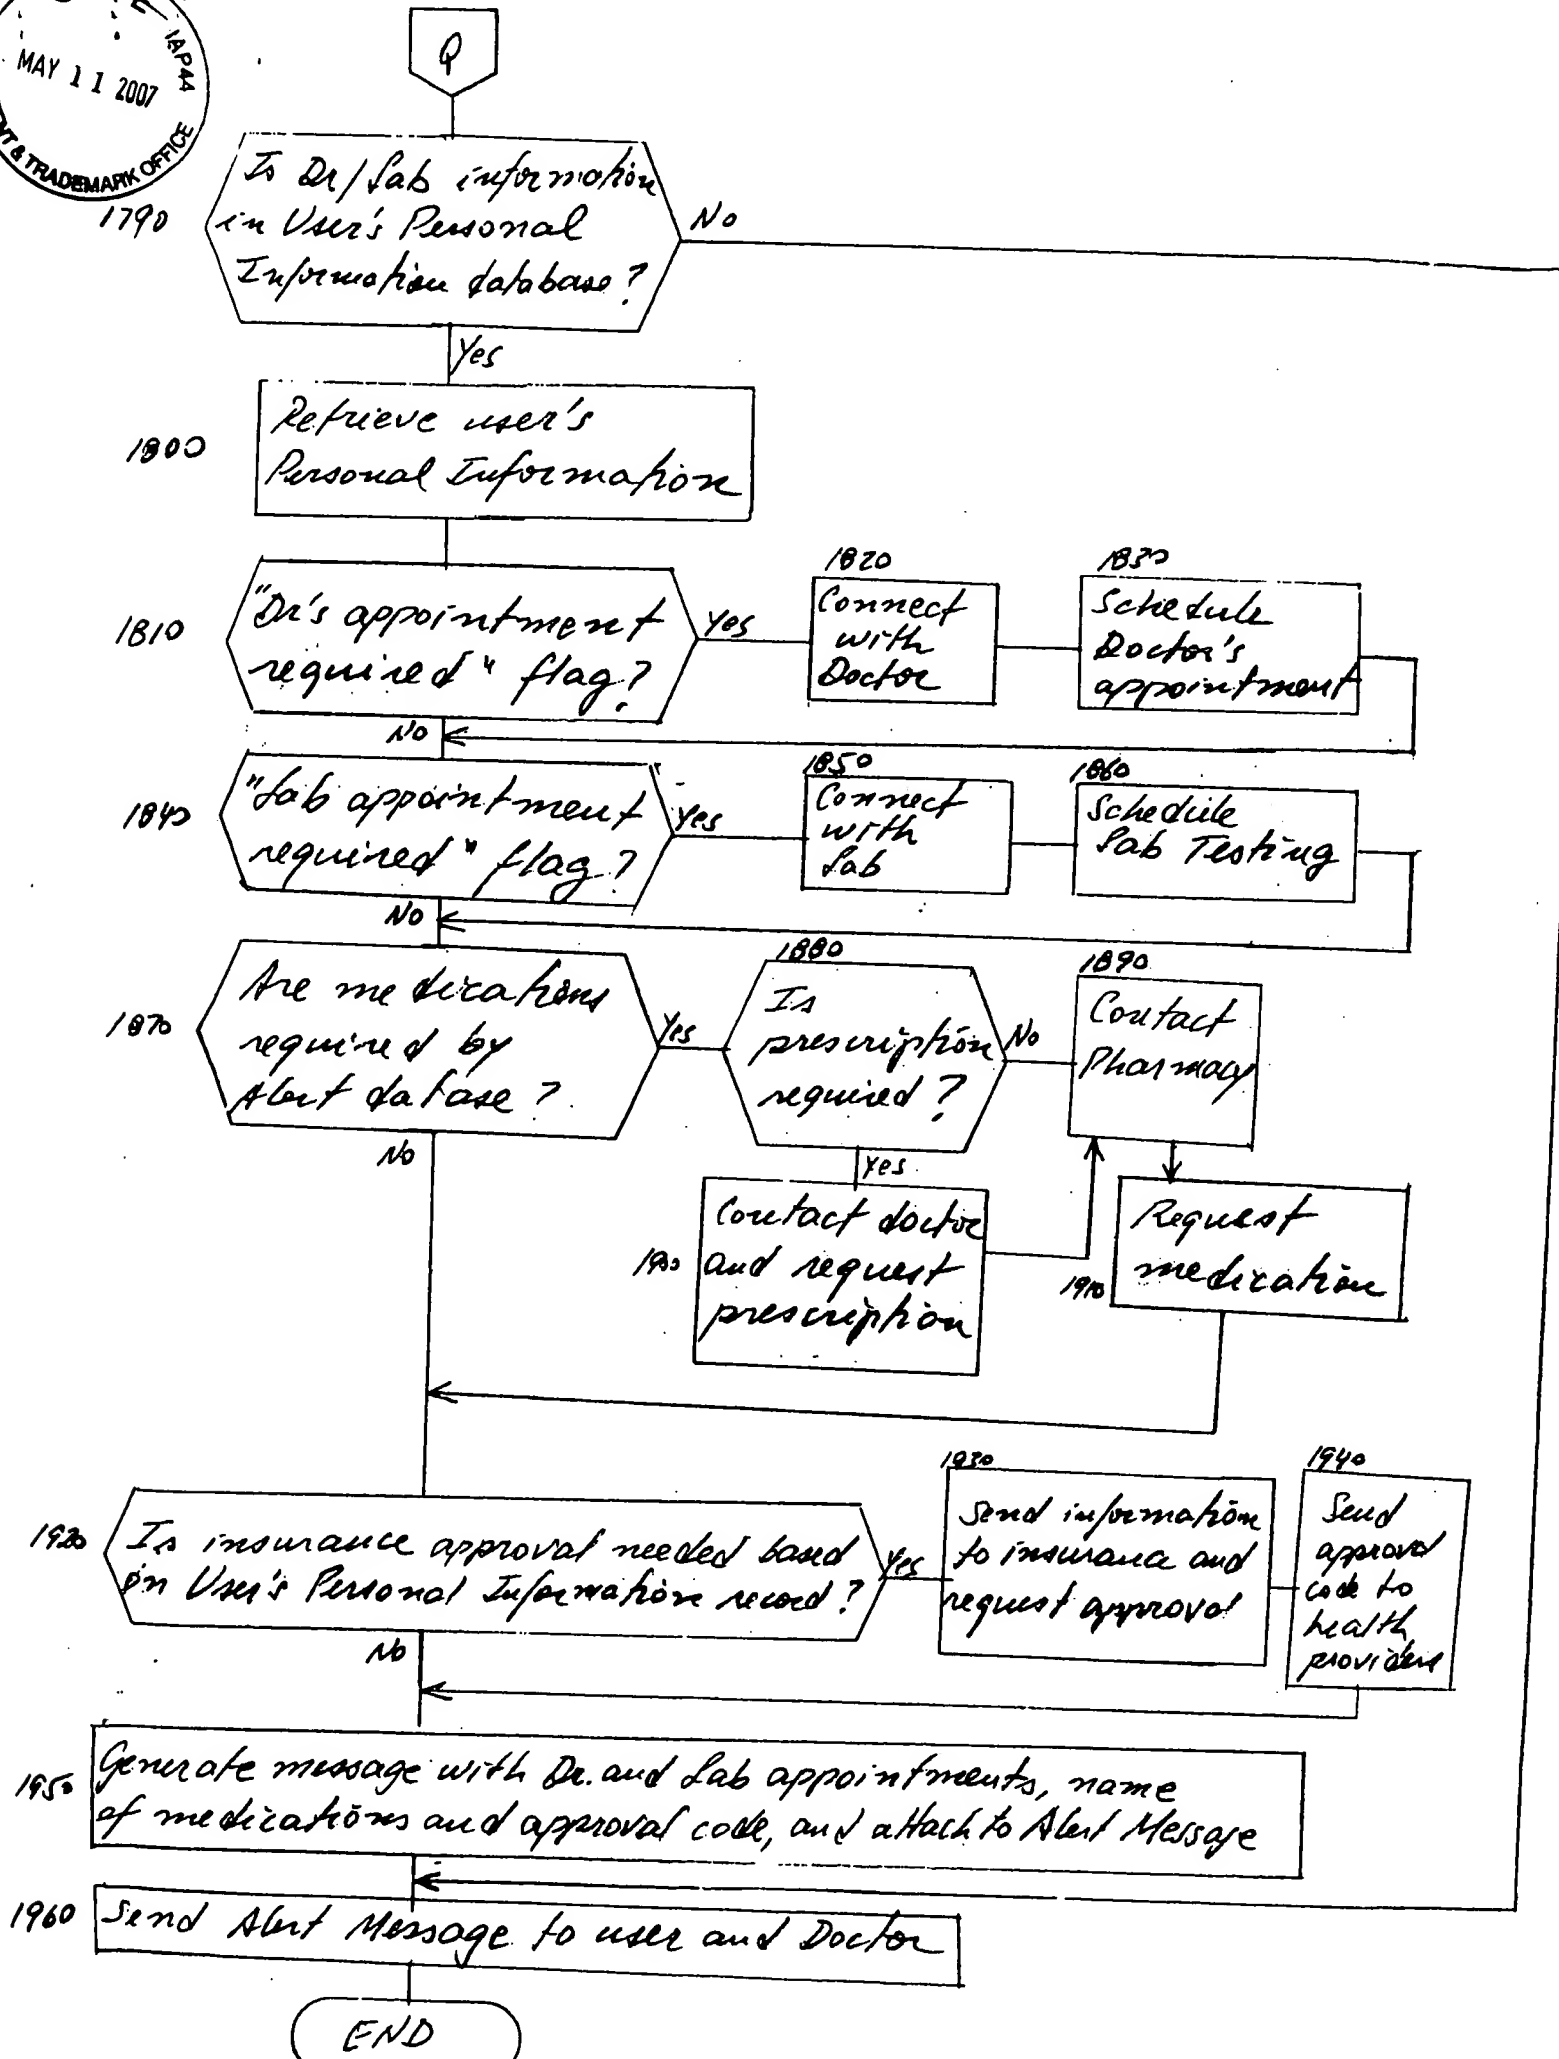 IAP44
MAY 11 2007
NT & TRADEMARK OFFICE
Q
1790
Is Dr/Lab information
in User's Personal
Information database?
No
Yes
1800
Retrieve user's
Personal Information
1810
"Dr's appointment
required" flag?
Yes
1820
Connect
with
Doctor
1830
Schedule
Doctor's
appointment
No
1840
"Lab appointment
required" flag?
Yes
1850
Connect
with
Lab
1860
Schedule
Lab Testing
No
1870
Are medications
required by
Alert datase?
Yes
1880
Is
prescription
required?
No
1890
Contact
Pharmacy
No
Yes
1900
Contact doctor
and request
prescription
1910
Request
medication
1920
Is insurance approval needed based
on User's Personal Information record?
Yes
1930
Send information
to insurance and
request approval
1940
Send
approval
code to
health
providers
No
1950
Generate message with Dr. and Lab appointments, name
of medications and approval code, and attach to Alert Message
1960
Send Alert Message to user and Doctor
END